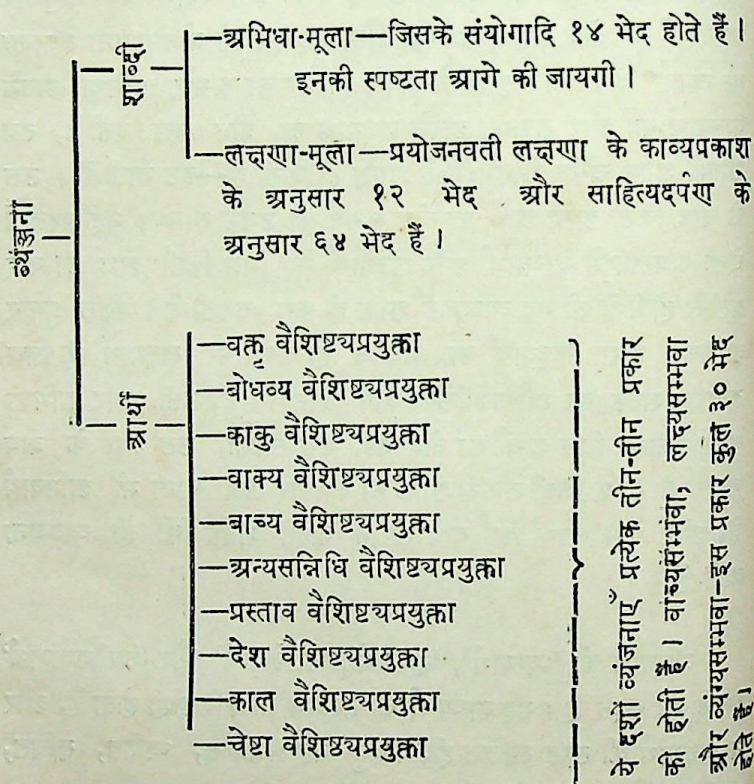 व्यंञ्जना
शाब्दी
—अभिधा-मूला—जिसके संयोगादि १४ भेद होते हैं।
इनकी स्पष्टता आगे की जायगी।
—लक्षणा-मूला—प्रयोजनवती लक्षणा के काव्यप्रकाश
के अनुसार १२ भेद और साहित्यदर्पण के
अनुसार ६४ भेद हैं।
आर्थी
—वक्तृ वैशिष्ट्यप्रयुक्ता
—बोधव्य वैशिष्ट्यप्रयुक्ता
—काकु वैशिष्ट्यप्रयुक्ता
—वाक्य वैशिष्ट्यप्रयुक्ता
—बाच्य वैशिष्ट्यप्रयुक्ता
—अन्यसन्निधि वैशिष्ट्यप्रयुक्ता
—प्रस्ताव वैशिष्ट्यप्रयुक्ता
—देश वैशिष्ट्यप्रयुक्ता
—काल वैशिष्ट्यप्रयुक्ता
—चेष्टा वैशिष्ठ्यप्रयुक्ता
ये दशों व्यंजनाएँ प्रत्येक तीन-तीन प्रकार
की होती हैं। वाच्यसंम्भवा, लक्ष्यसम्भवा
और व्यंग्यसम्भवा—इस प्रकार कुल ३० भेद
होते हैं।